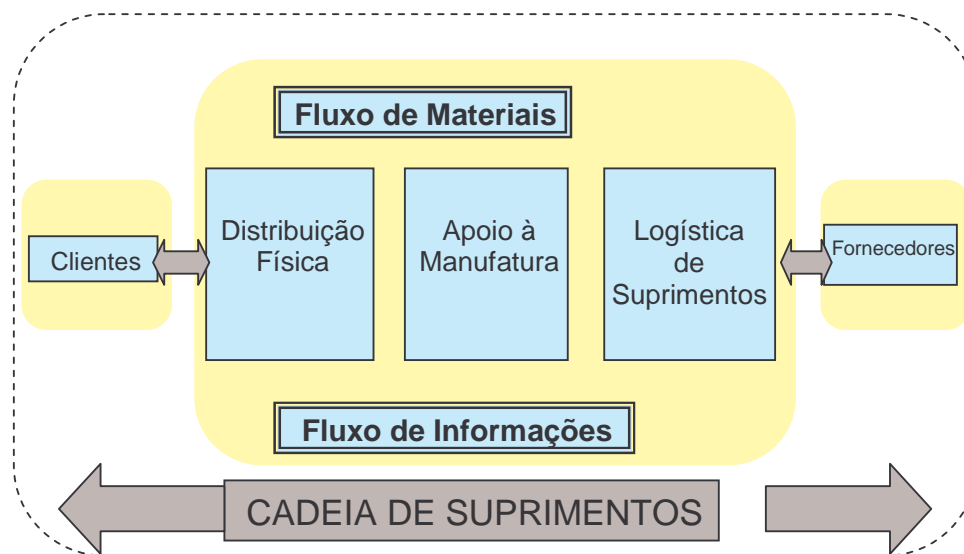 Fluxo de Materiais
Clientes
Distribuição
Física
Apoio à
Manufatura
Logística
de
Suprimentos
Fornecedores
Fluxo de Informações
CADEIA DE SUPRIMENTOS